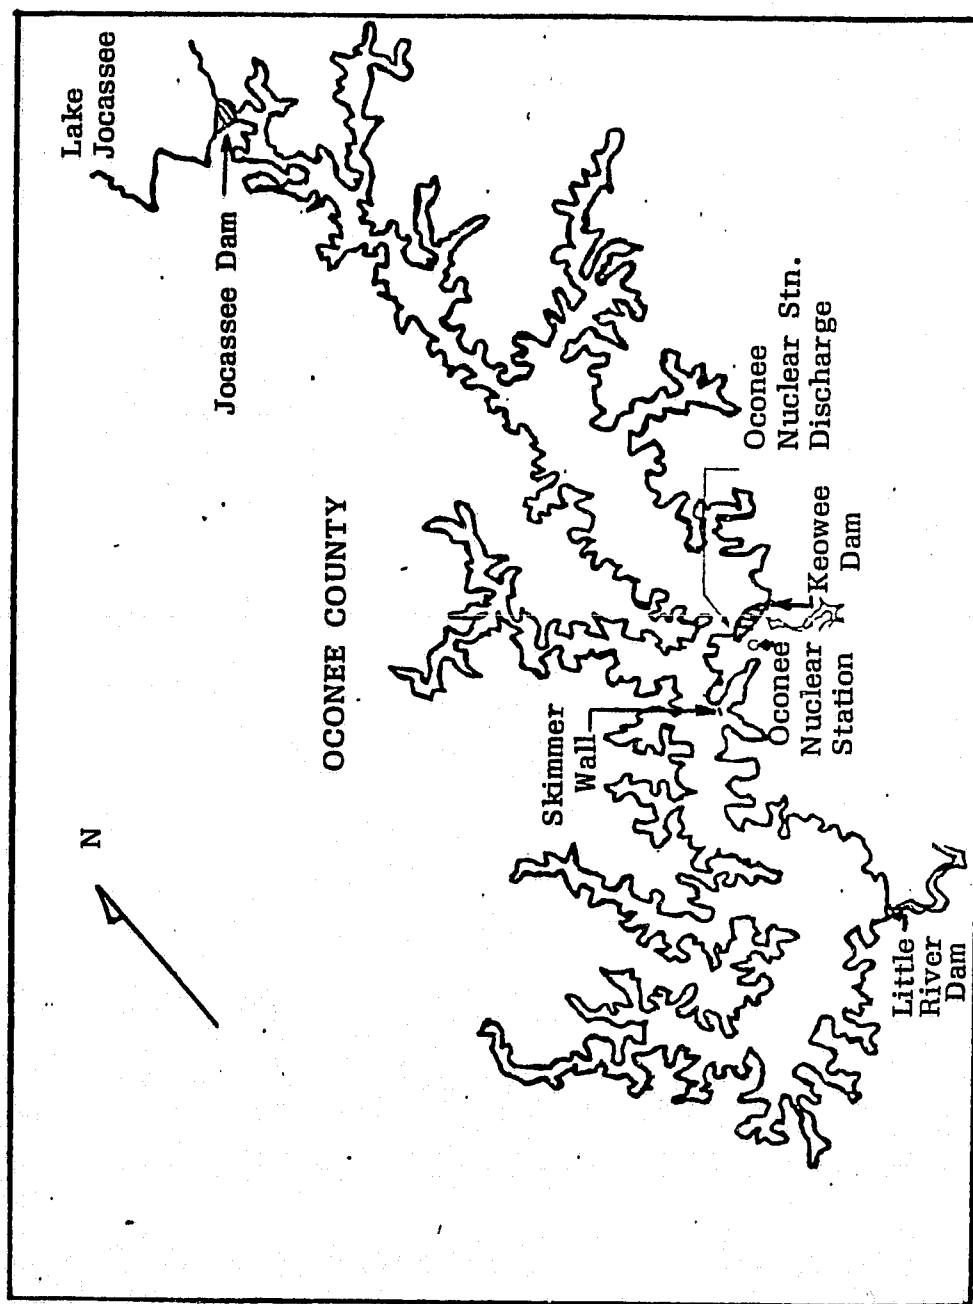 Lake
Jocassee
Jocassee Dam
N
OCONEE COUNTY
Skimmer
Wall
Oconee
Nuclear Stn.
Discharge
Keowee
Dam
Oconee
Nuclear
Station
Little
River
Dam